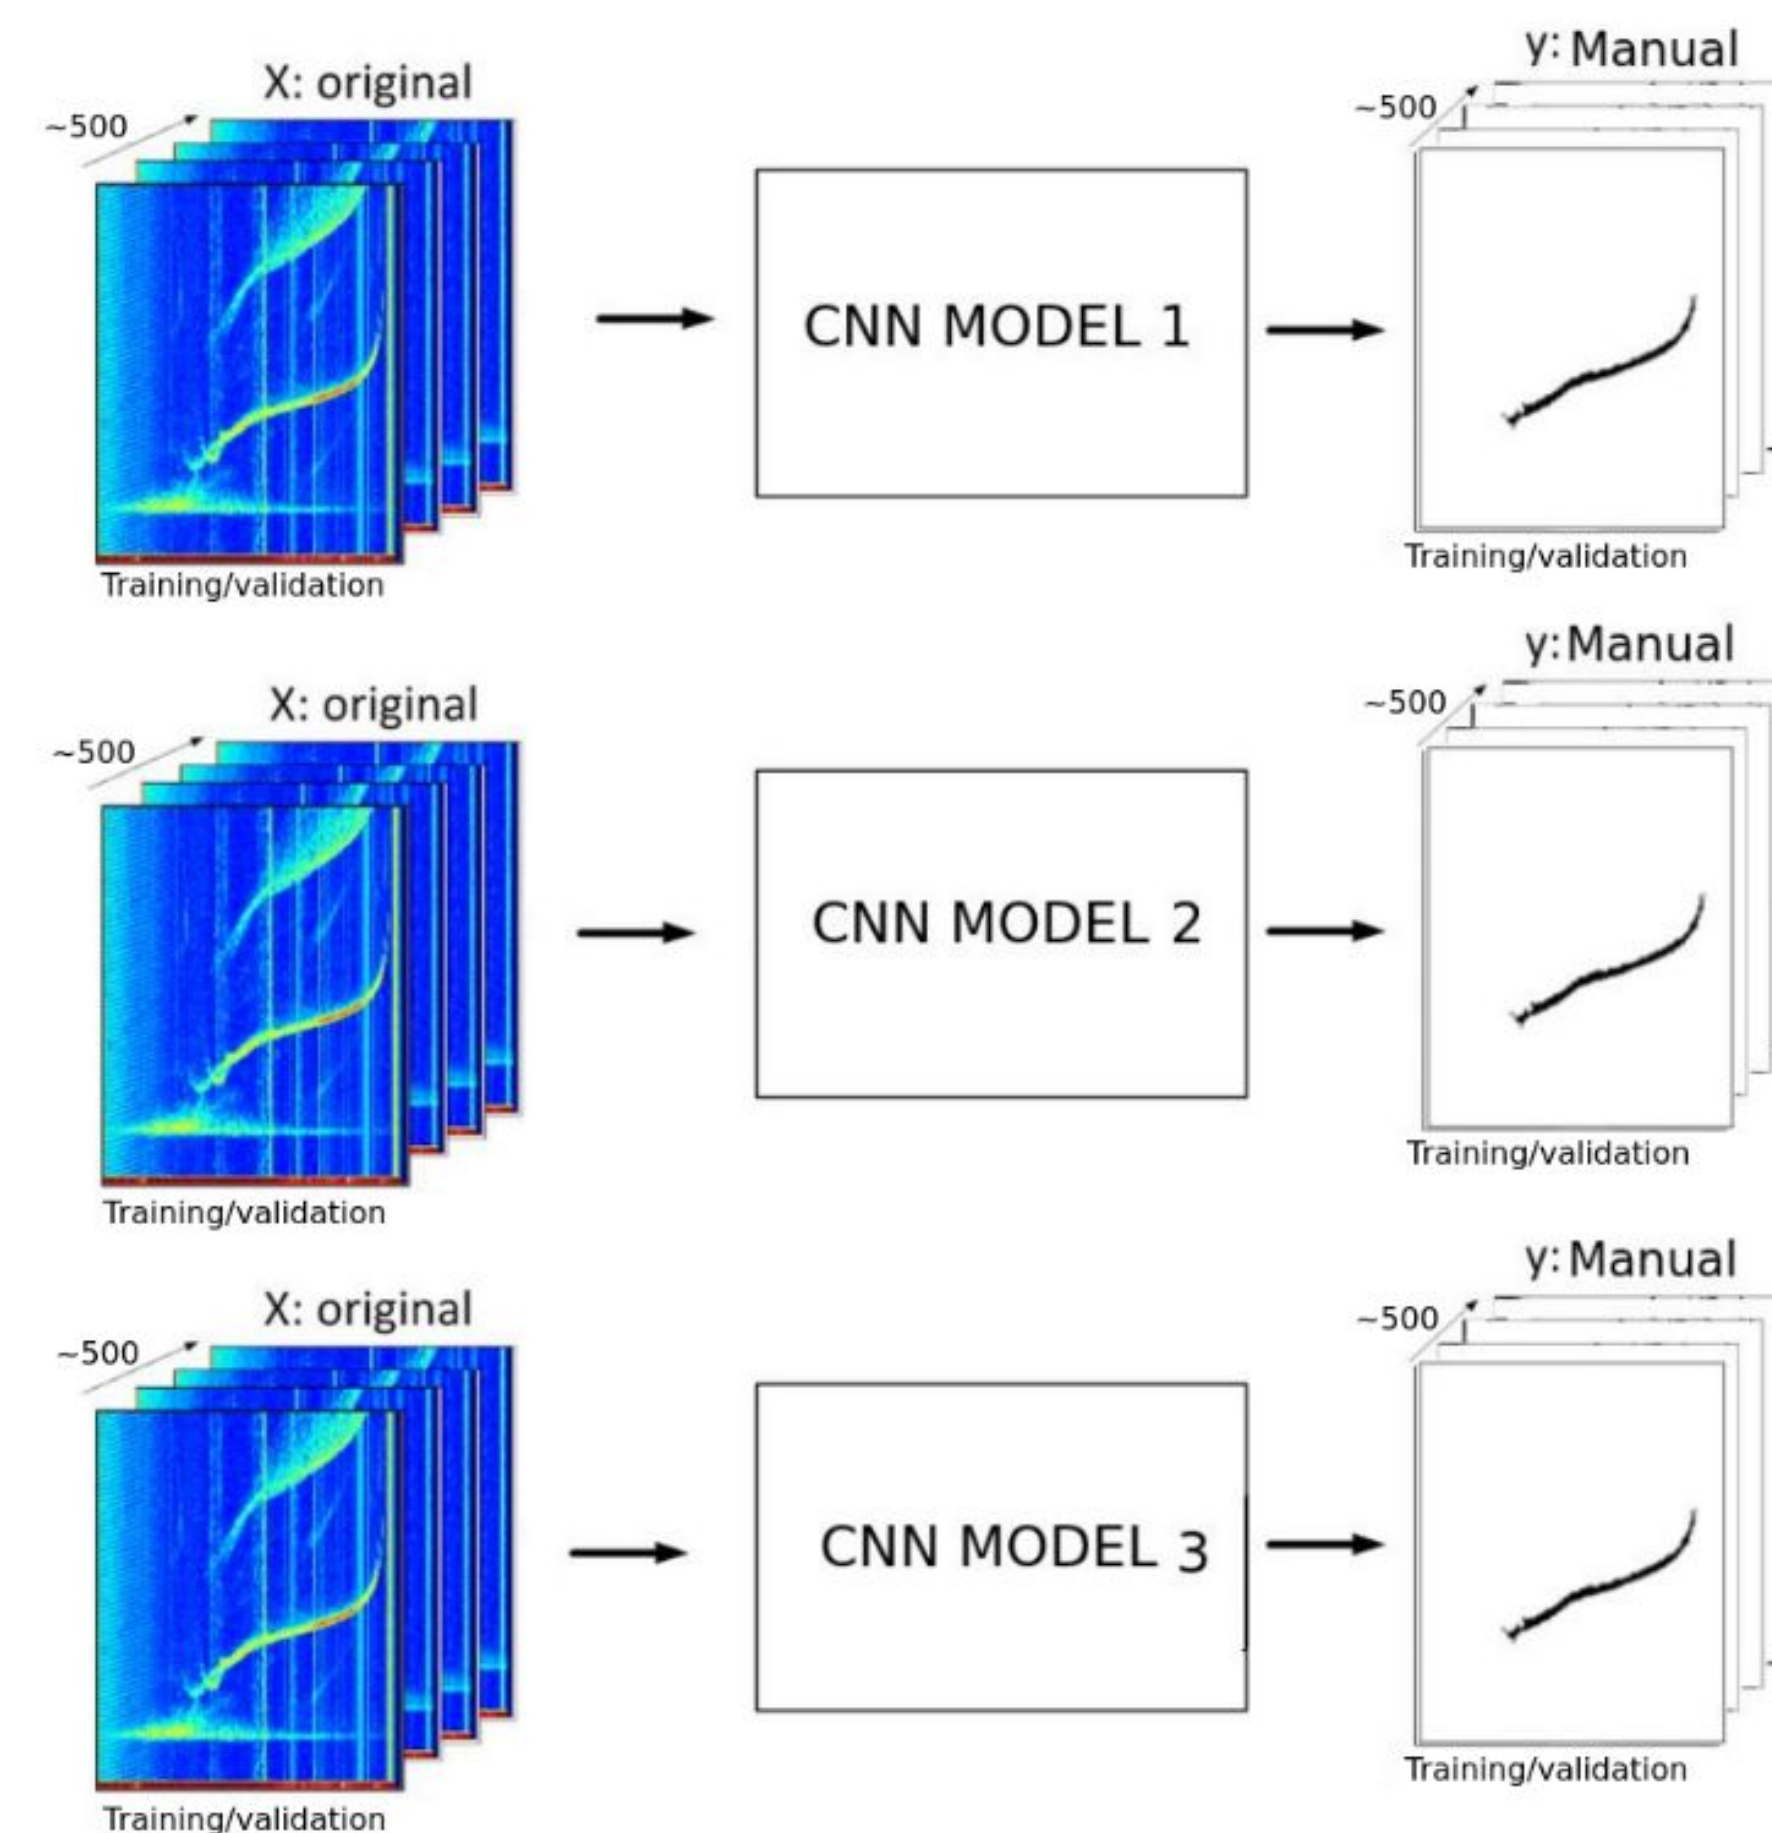 X: original
~500
Training/validation
CNN MODEL 1
y: Manual
~500
Training/validation
X: original
~500
Training/validation
CNN MODEL 2
y:Manual
~500
Training/validation
X: original
~500
Training/validation
CNN MODEL 3
y:Manual
~500
Training/validation